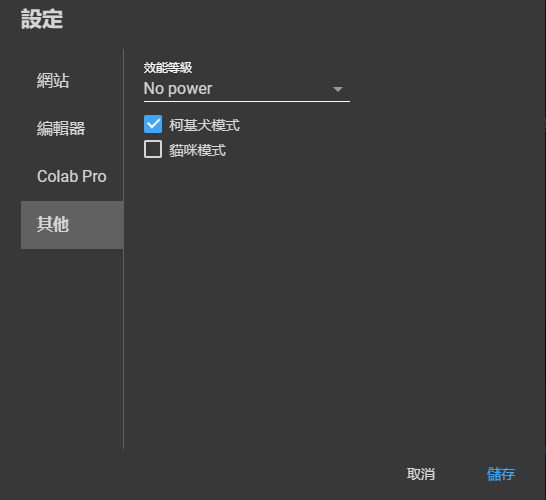 設定
網站
編輯器
Colab Pro
其他
效能等級
No power
柯基犬模式
貓咪模式
取消
儲存